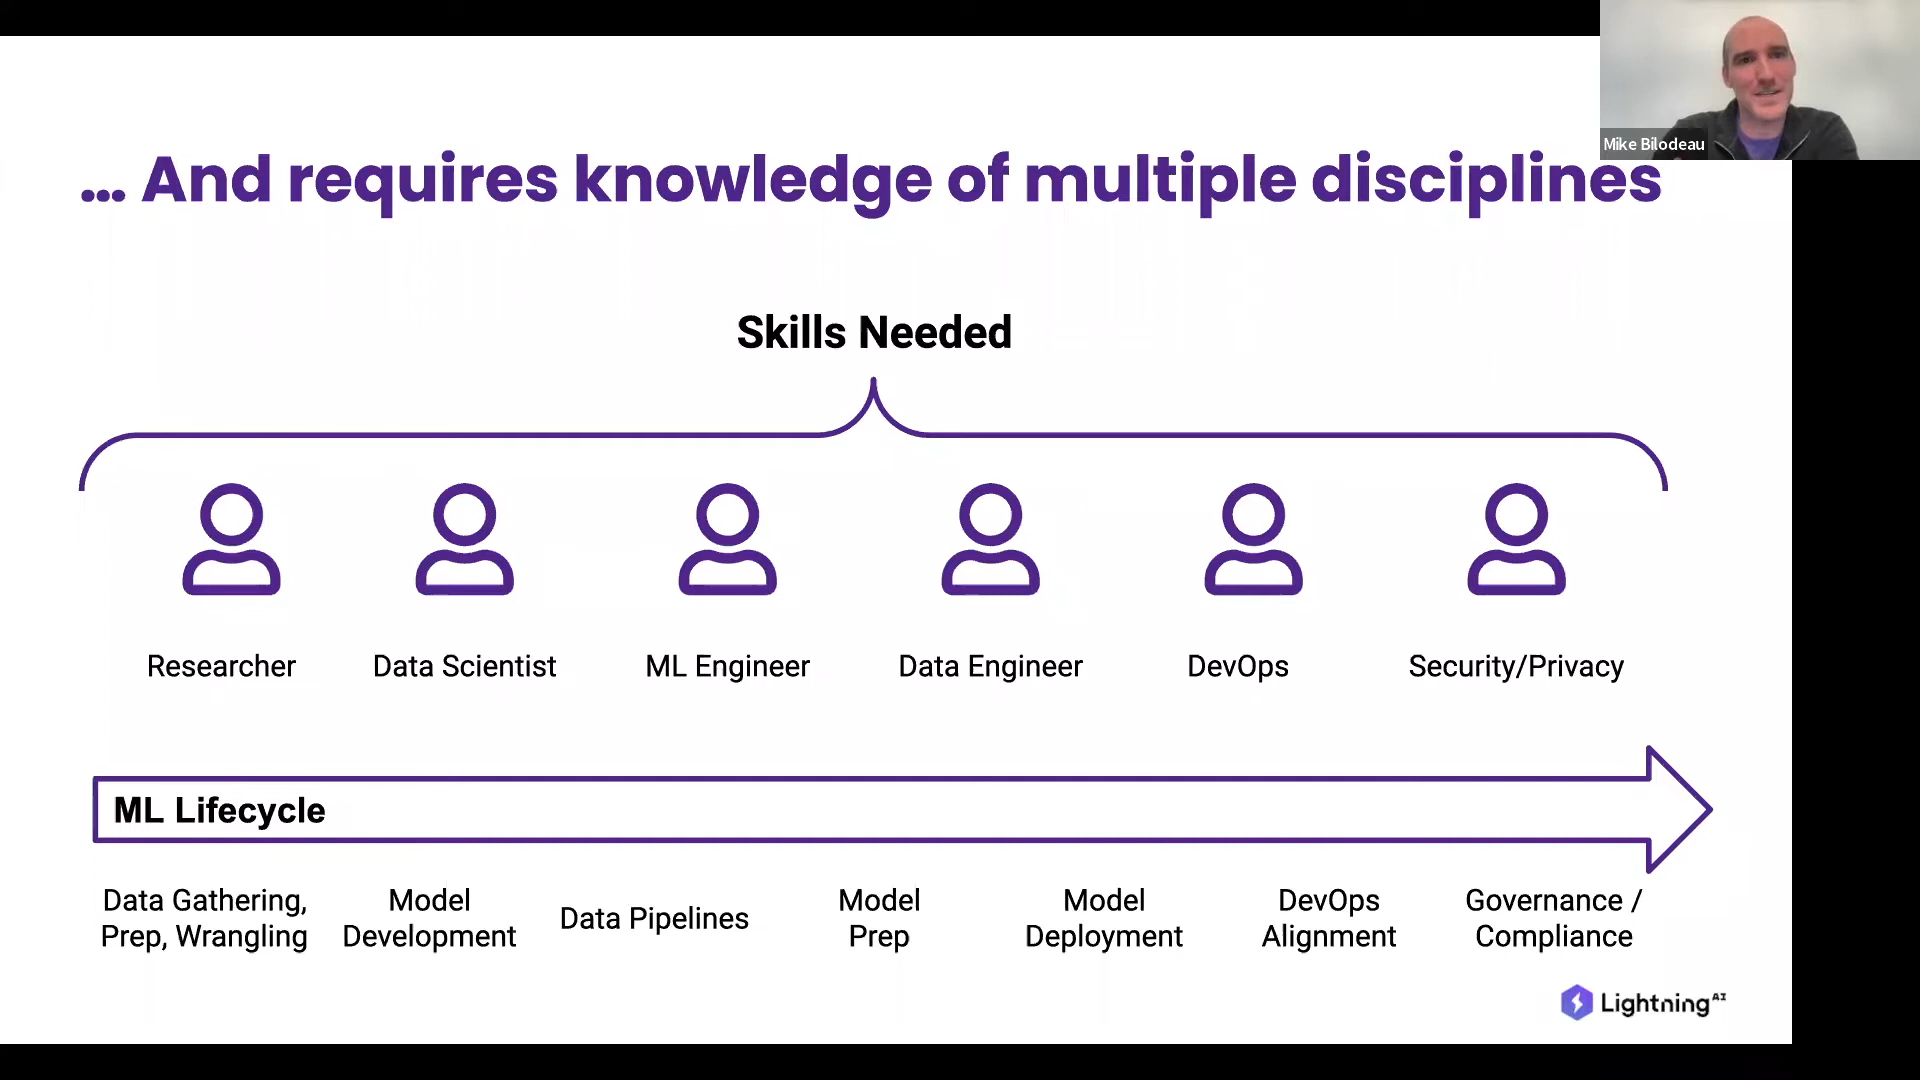 Mike Bilodeau
... And requires knowledge of multiple disciplines
Skills Needed
Researcher
Data Scientist
ML Engineer
Data Engineer
DevOps
Security/Privacy
ML Lifecycle
Data Gathering,
Prep, Wrangling
Model
Development
Data Pipelines
Model
Prep
Model
Deployment
DevOps
Alignment
Governance /
Compliance
Lightning AI